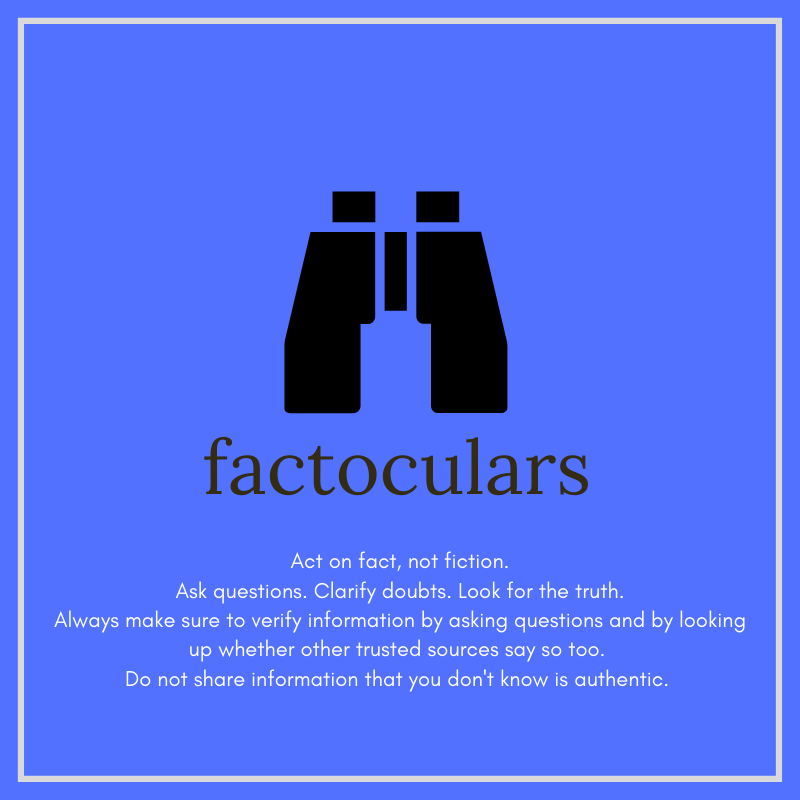 factoculars
Act on fact, not fiction.
Ask questions. Clarify doubts. Look for the truth.
Always make sure to verify information by asking questions and by looking
up whether other trusted sources say so too.
Do not share information that you don't know is authentic.